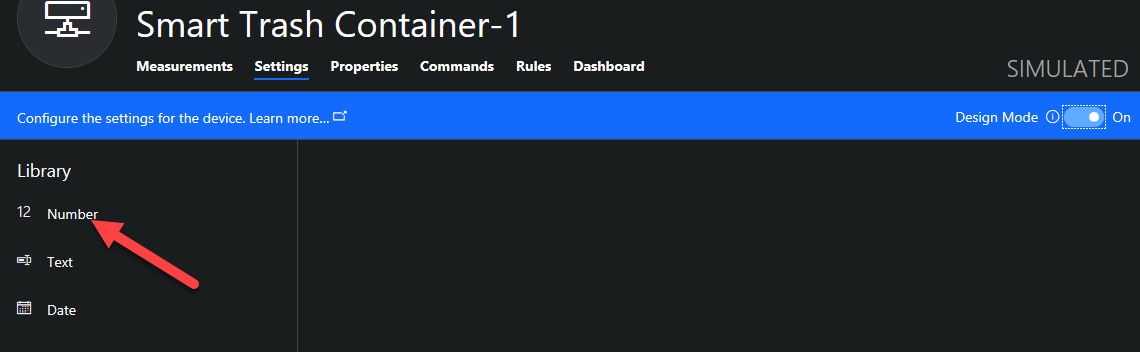 Smart Trash Container-1
Measurements Settings Properties Commands Rules Dashboard
SIMULATED
Configure the settings for the device. Learn more... Design Mode On
Library
12 Number
Text
Date